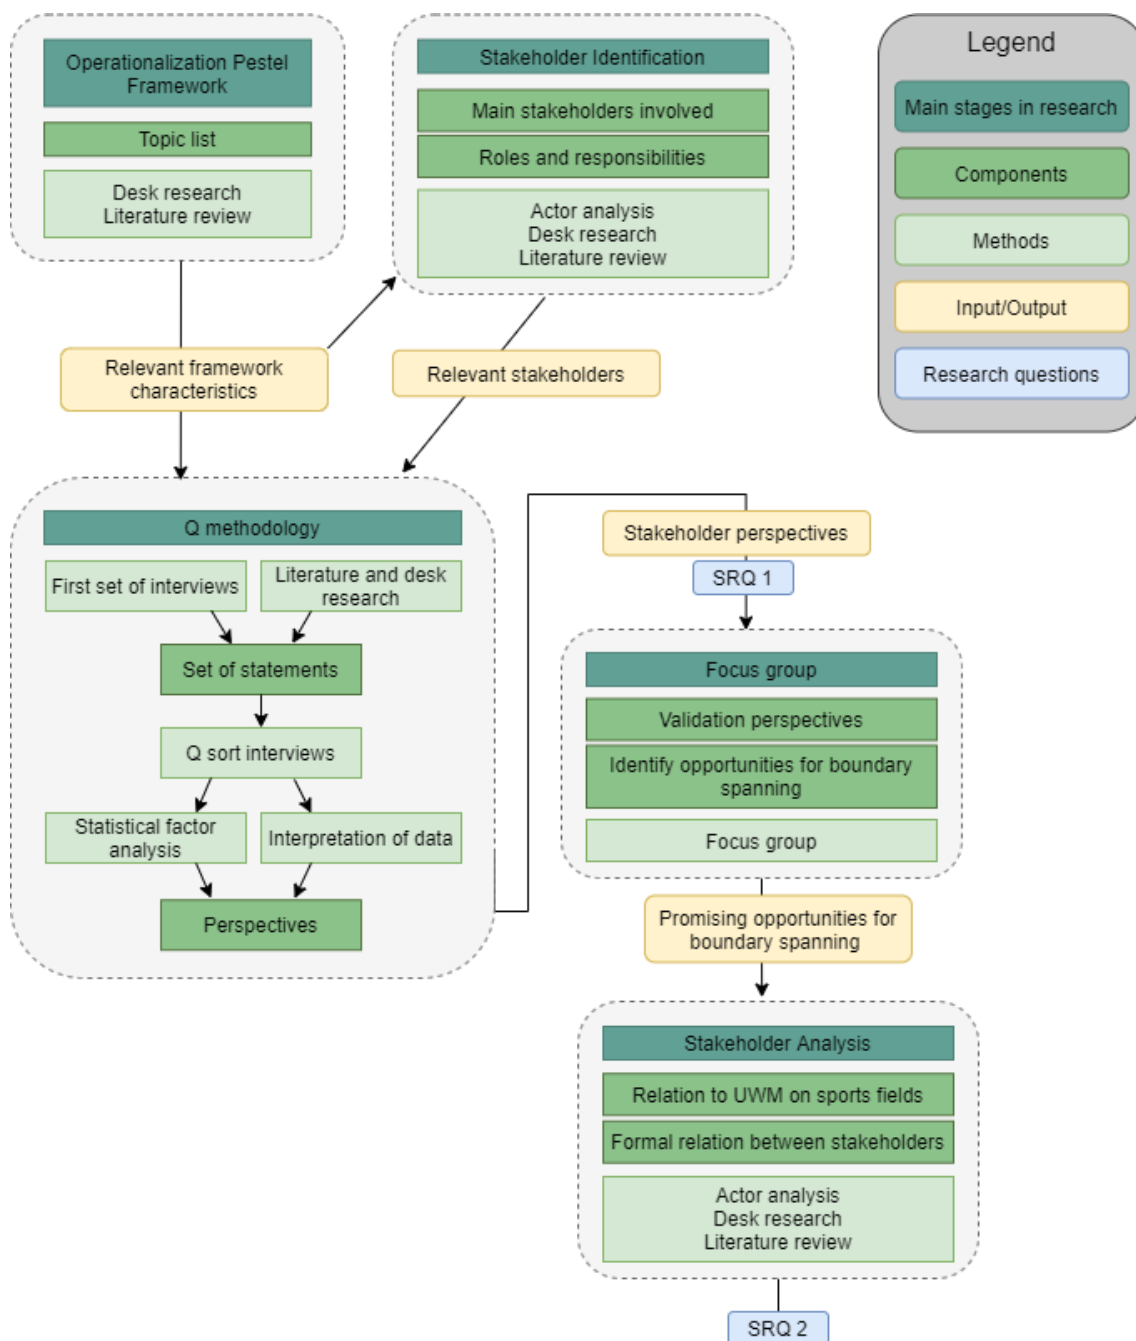 Operationalization Pestel
Framework
Topic list
Desk research
Literature review
Stakeholder Identification
Main stakeholders involved
Roles and responsibilities
Actor analysis
Desk research
Literature review
Legend
Main stages in research
Components
Methods
Input/Output
Research questions
Relevant framework
characteristics
Relevant stakeholders
Q methodology
First set of interviews
Literature and desk
research
Set of statements
Q sort interviews
Statistical factor
analysis
Interpretation of data
Perspectives
Stakeholder perspectives
SRQ 1
Focus group
Validation perspectives
Identify opportunities for boundary
spanning
Focus group
Promising opportunities for
boundary spanning
Stakeholder Analysis
Relation to UWM on sports fields
Formal relation between stakeholders
Actor analysis
Desk research
Literature review
SRQ 2